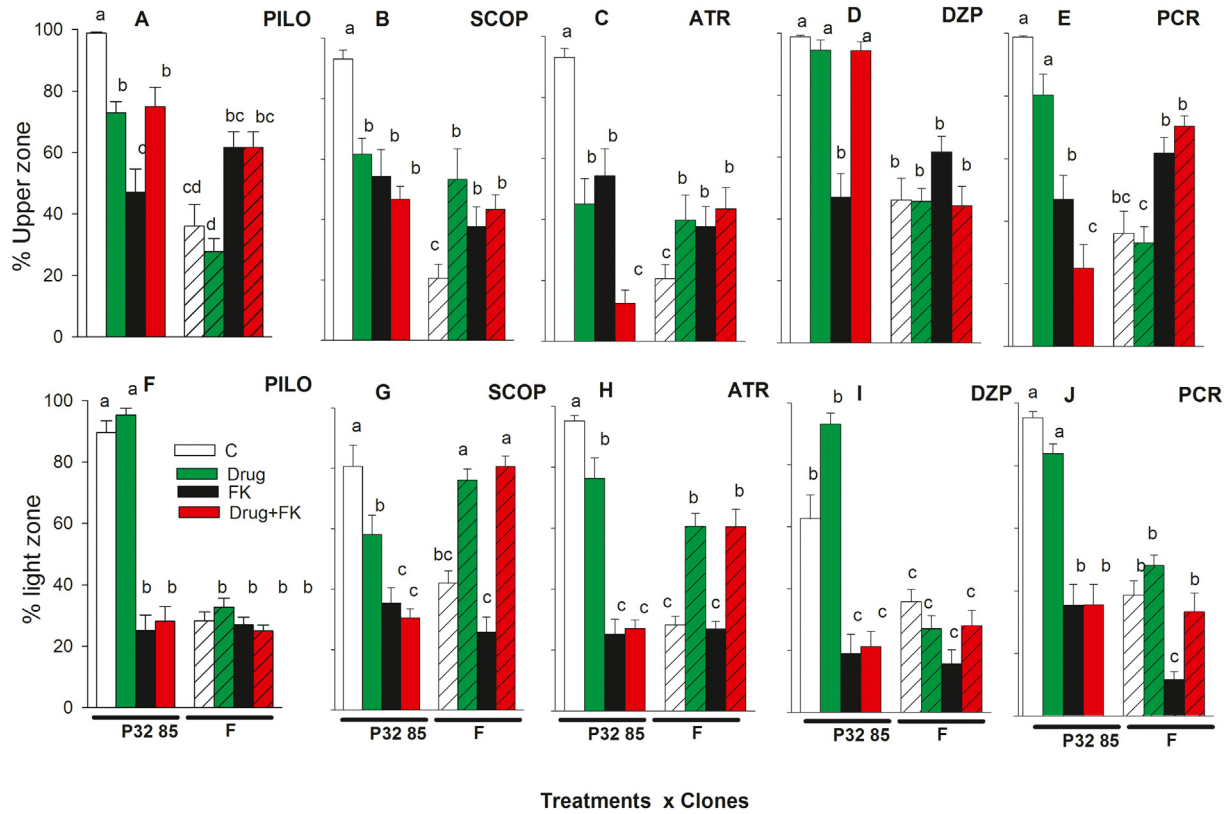 A PILO
B SCOP
C ATR
D DZP
E PCR
% Upper zone
100
80
60
40
20
0
a b c b cd d bc bc
a b b b c b b b
a b b c c b b b
a a b a b b b b
a a b c bc c b b
F PILO
G SCOP
H ATR
I DZP
J PCR
% light zone
100
80
60
40
20
0
a a b b b b b b
C
Drug
FK
Drug+FK
a b c c bc a c a
a b c c c b c b
b b c c c c c c
a a b b b b c b
P32 85 F
P32 85 F
P32 85 F
P32 85 F
P32 85 F
Treatments x Clones